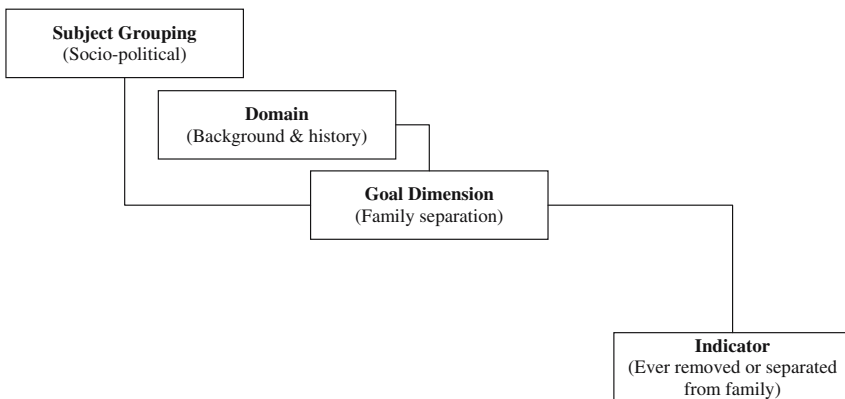 Subject Grouping
(Socio-political)
Domain
(Background & history)
Goal Dimension
(Family separation)
Indicator
(Ever removed or separated
from family)